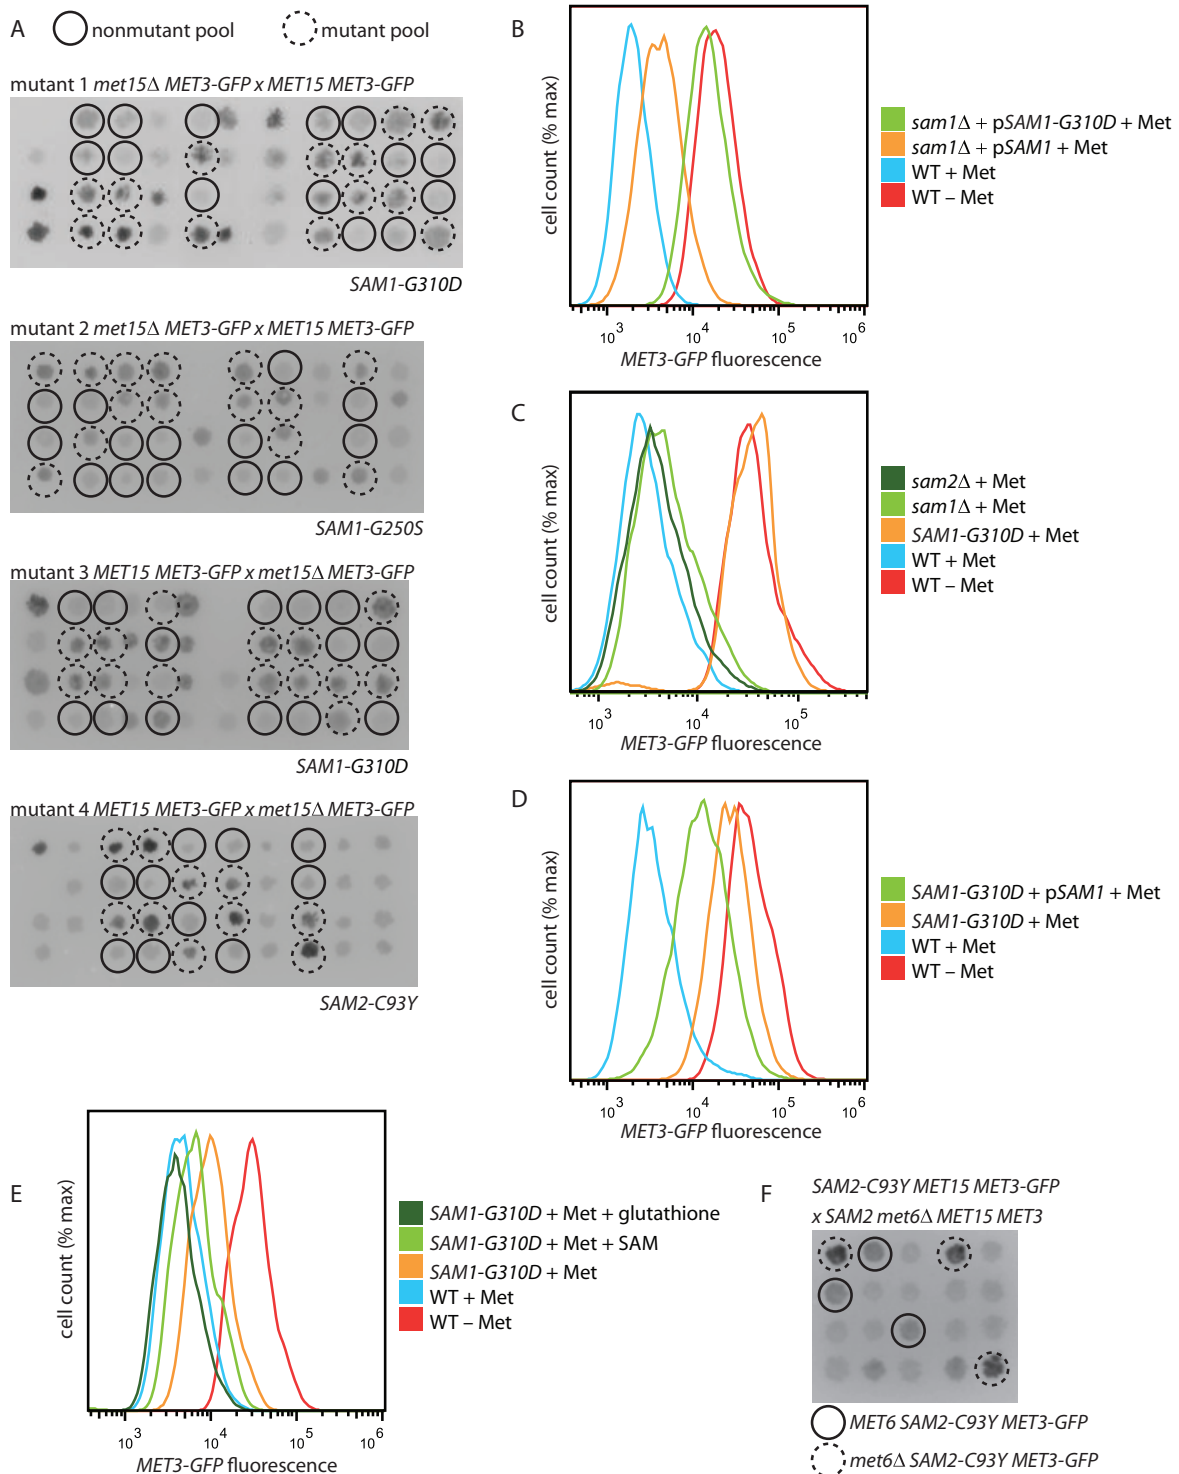 A
nonmutant pool
mutant pool
mutant 1 met15Δ MET3-GFP x MET15 MET3-GFP
SAM1-G310D
mutant 2 met15Δ MET3-GFP x MET15 MET3-GFP
SAM1-G250S
mutant 3 MET15 MET3-GFP x met15Δ MET3-GFP
SAM1-G310D
mutant 4 MET15 MET3-GFP x met15Δ MET3-GFP
SAM2-C93Y
B
cell count (% max)
10^3 10^4 10^5 10^6
MET3-GFP fluorescence
sam1Δ + pSAM1-G310D + Met
sam1Δ + pSAM1 + Met
WT + Met
WT – Met
C
cell count (% max)
10^3 10^4 10^5
MET3-GFP fluorescence
sam2Δ + Met
sam1Δ + Met
SAM1-G310D + Met
WT + Met
WT – Met
D
cell count (% max)
10^3 10^4 10^5 10^6
MET3-GFP fluorescence
SAM1-G310D + pSAM1 + Met
SAM1-G310D + Met
WT + Met
WT – Met
E
cell count (% max)
10^3 10^4 10^5 10^6
MET3-GFP fluorescence
SAM1-G310D + Met + glutathione
SAM1-G310D + Met + SAM
SAM1-G310D + Met
WT + Met
WT – Met
F
SAM2-C93Y MET15 MET3-GFP
x SAM2 met6Δ MET15 MET3
MET6 SAM2-C93Y MET3-GFP
met6Δ SAM2-C93Y MET3-GFP